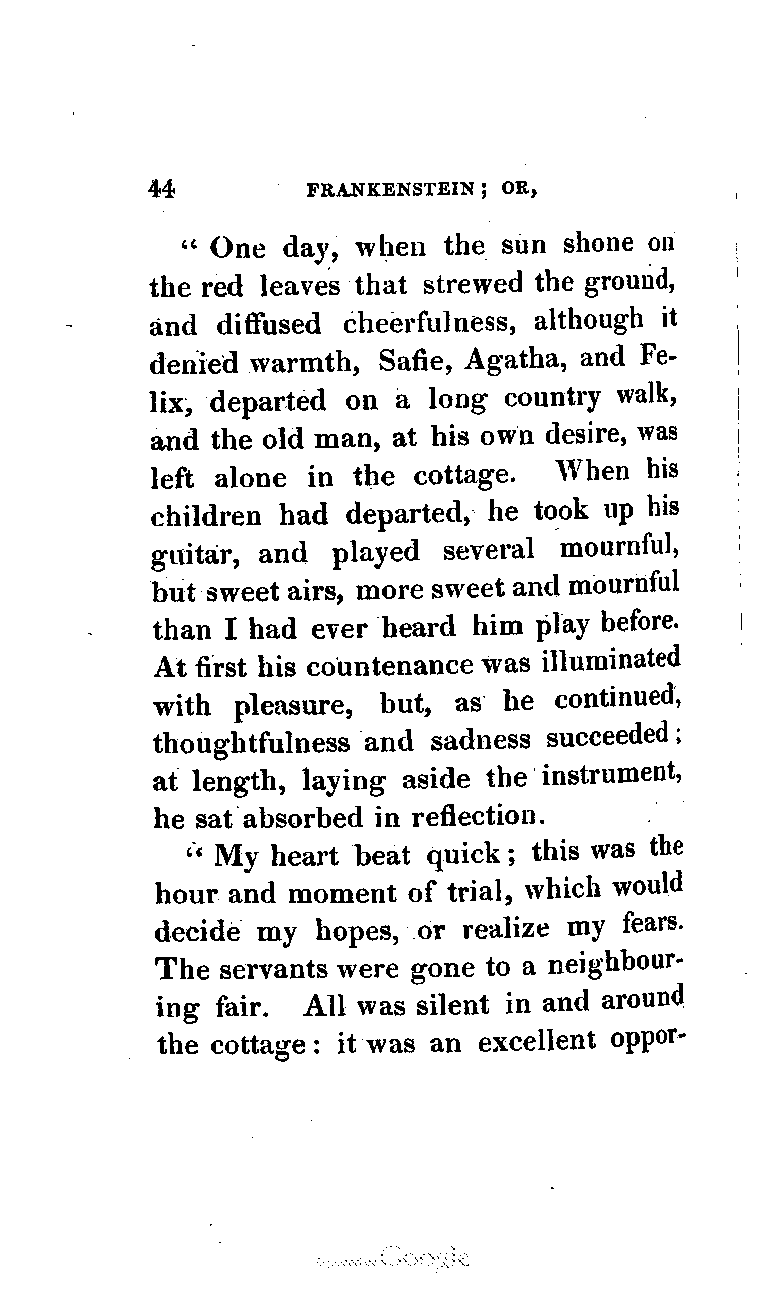 44 FRANKENSTEIN; OR,
“ One day, when the sun shone on
the red leaves that strewed the ground,
and diffused cheerfulness, although it
denied warmth, Safie, Agatha, and Fe-
lix, departed on a long country walk,
and the old man, at his own desire, was
left alone in the cottage. When his
children had departed, he took up his
guitar, and played several mournful,
but sweet airs, more sweet and mournful
than I had ever heard him play before.
At first his countenance was illuminated
with pleasure, but, as he continued,
thoughtfulness and sadness succeeded;
at length, laying aside the instrument,
he sat absorbed in reflection.
“ My heart beat quick; this was the
hour and moment of trial, which would
decide my hopes, or realize my fears.
The servants were gone to a neighbour-
ing fair. All was silent in and around
the cottage: it was an excellent oppor-
Google